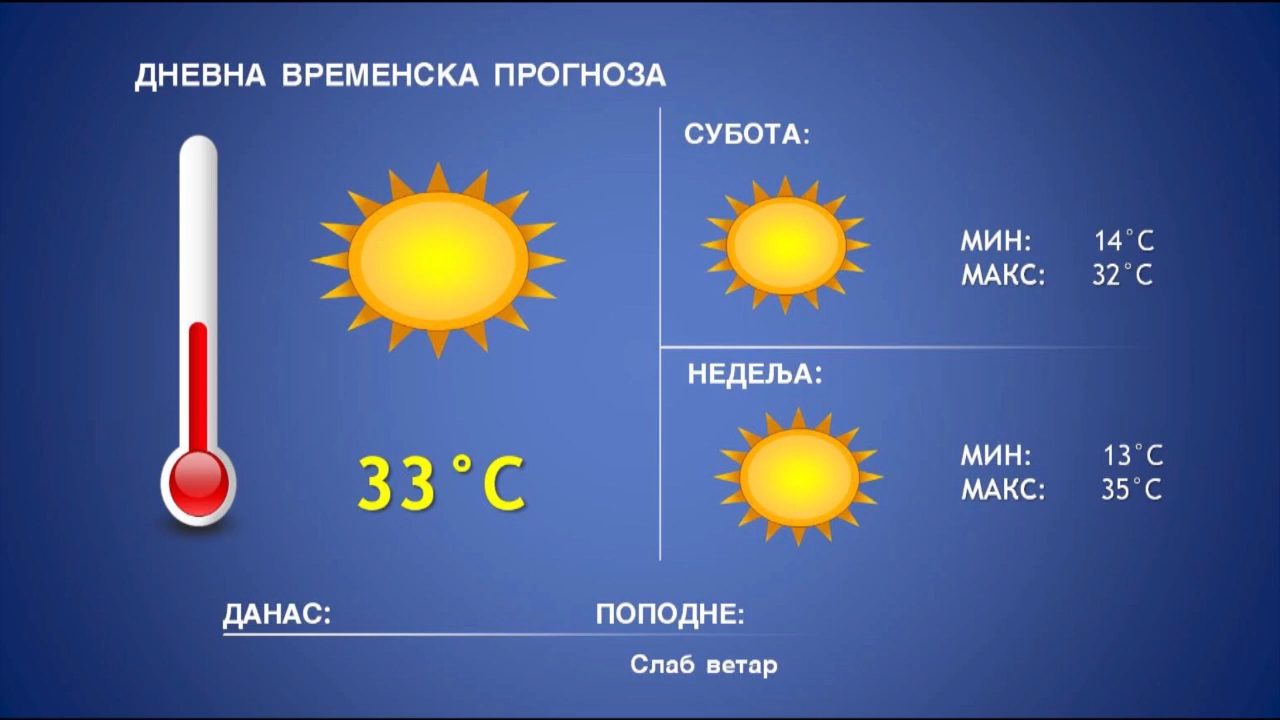 ДНЕВНА ВРЕМЕНСКА ПРОГНОЗА
33°C
СУБОТА:
МИН: 14°C
МАКС: 32°C
НЕДЕЉА:
МИН: 13°C
МАКС: 35°C
ДАНАС: ПОПОДНЕ:
Слаб ветар